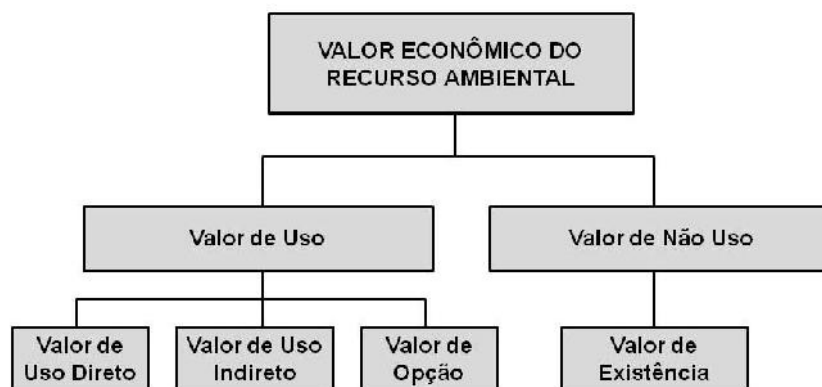 VALOR ECONÔMICO DO
RECURSO AMBIENTAL
Valor de Uso
Valor de Não Uso
Valor de
Uso Direto
Valor de Uso
Indireto
Valor de
Opção
Valor de
Existência